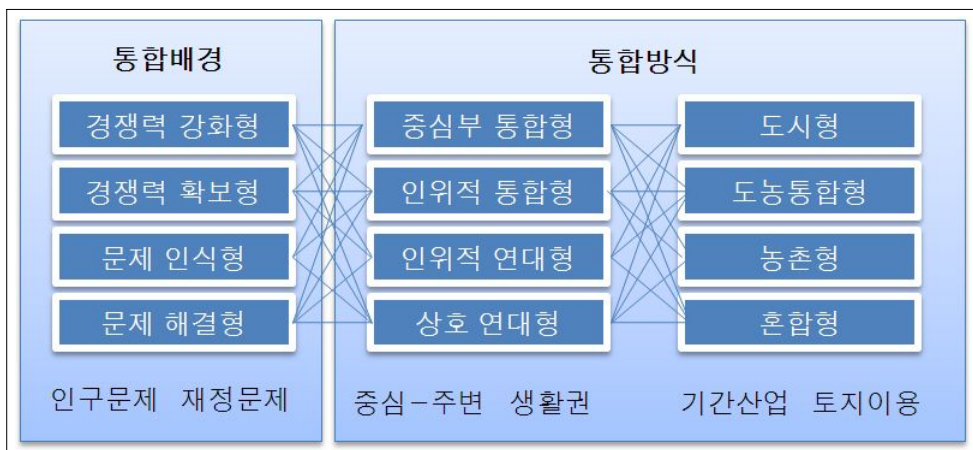 통합배경
경쟁력 강화형
경쟁력 확보형
문제 인식형
문제 해결형
인구문제 재정문제
통합방식
중심부 통합형
인위적 통합형
인위적 연대형
상호 연대형
중심-주변 생활권
도시형
도농통합형
농촌형
혼합형
기간산업 토지이용